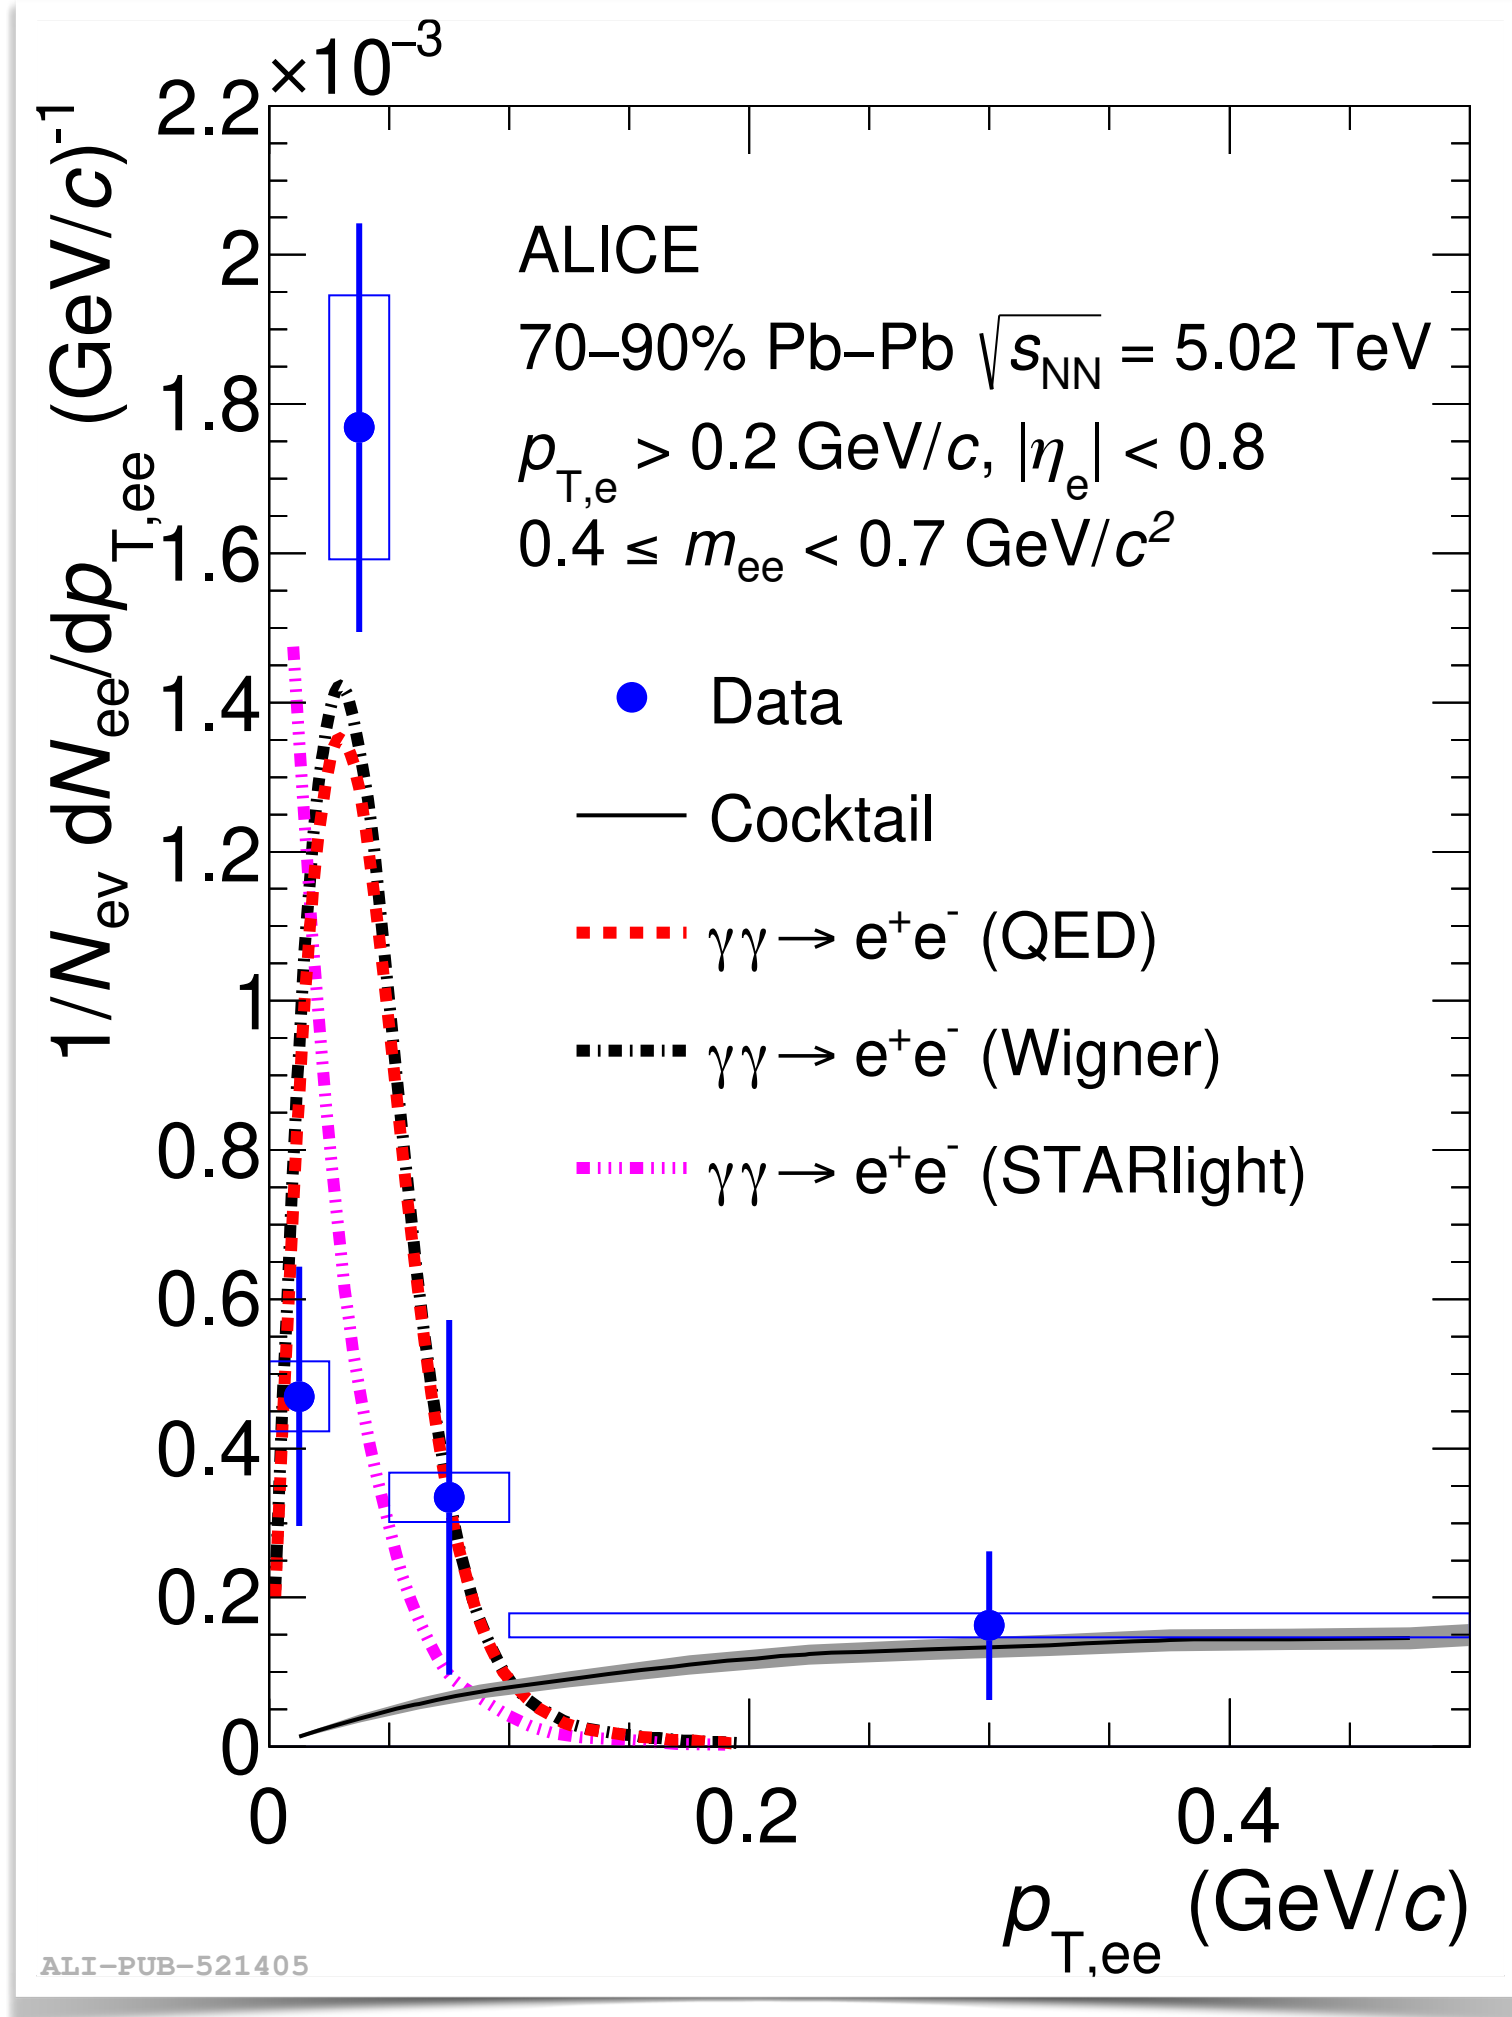 ×10⁻³
1/N_ev dN_ee/dp_T,ee (GeV/c)⁻¹
2.2
2
1.8
1.6
1.4
1.2
1
0.8
0.6
0.4
0.2
0
ALICE
70–90% Pb–Pb √s_NN = 5.02 TeV
p_T,e > 0.2 GeV/c, |η_e| < 0.8
0.4 ≤ m_ee < 0.7 GeV/c²
Data
Cocktail
γγ → e⁺e⁻ (QED)
γγ → e⁺e⁻ (Wigner)
γγ → e⁺e⁻ (STARlight)
0 0.2 0.4
p_T,ee (GeV/c)
ALI-PUB-521405